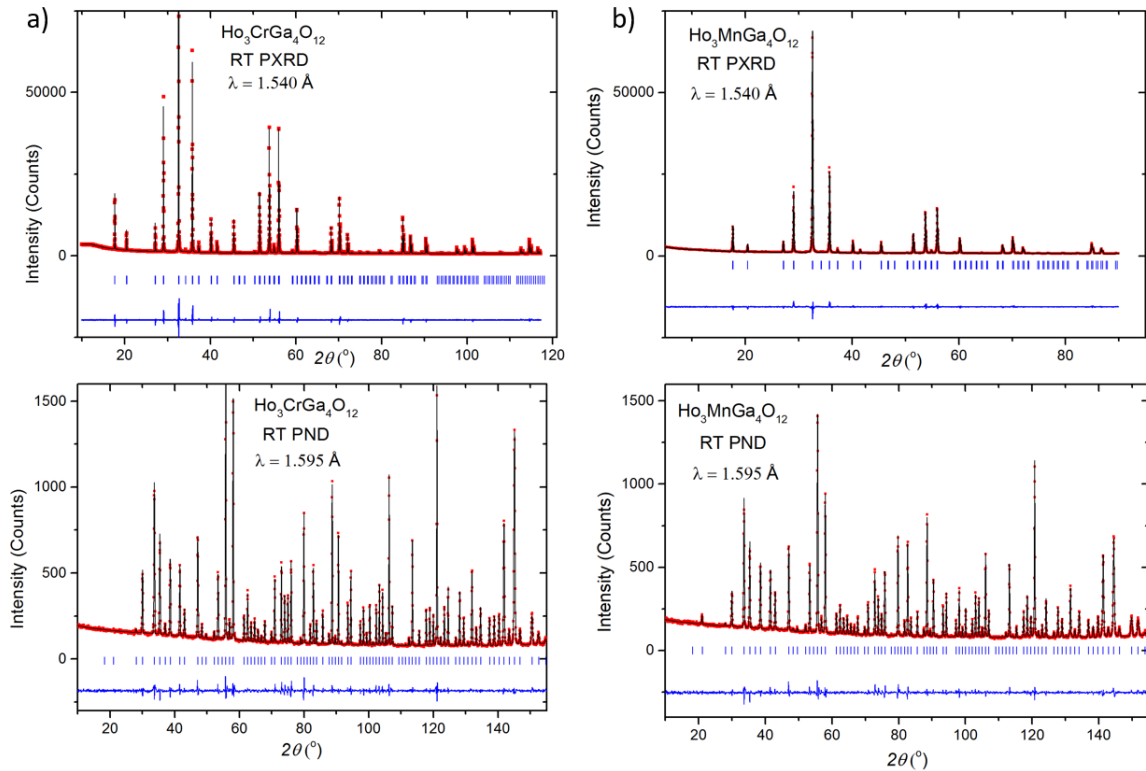 a)
Ho3CrGa4O12
RT PXRD
λ = 1.540 Å
Intensity (Counts)
50000
0
20 40 60 80 100 120
2θ (o)
b)
Ho3MnGa4O12
RT PXRD
λ = 1.540 Å
Intensity (Counts)
50000
0
20 40 60 80
2θ (o)
Ho3CrGa4O12
RT PND
λ = 1.595 Å
Intensity (Counts)
1500
1000
500
0
20 40 60 80 100 120 140
2θ (o)
Ho3MnGa4O12
RT PND
λ = 1.595 Å
Intensity (Counts)
1500
1000
500
0
10 20 40 60 80 100 120 140
2θ (o)